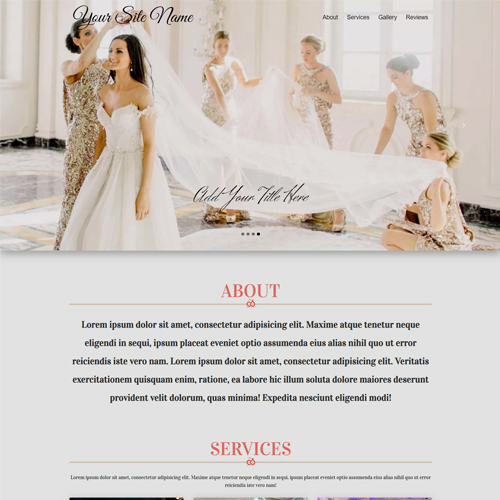 Your Site Name
About Services Gallery Reviews
Add Your Title Here
ABOUT
Lorem ipsum dolor sit amet, consectetur adipisicing elit. Maxime atque tenetur neque
eligendi in sequi, ipsum placeat eveniet optio assumenda eius alias nihil quo ut error
reiciendis iste vero nam. Lorem ipsum dolor sit amet, consectetur adipisicing elit. Veritatis
exercitationem quisquam enim, ratione, ea labore hic illum soluta dolore maiores deserunt
provident velit dolorum, quas minima! Expedita nesciunt eligendi modi!
SERVICES
Lorem ipsum dolor sit amet, consectetur adipisicing elit. Maxime atque tenetur neque eligendi in sequi, ipsum placeat eveniet optio assumenda eius alias nihil quo ut error reiciendis
iste vero nam!